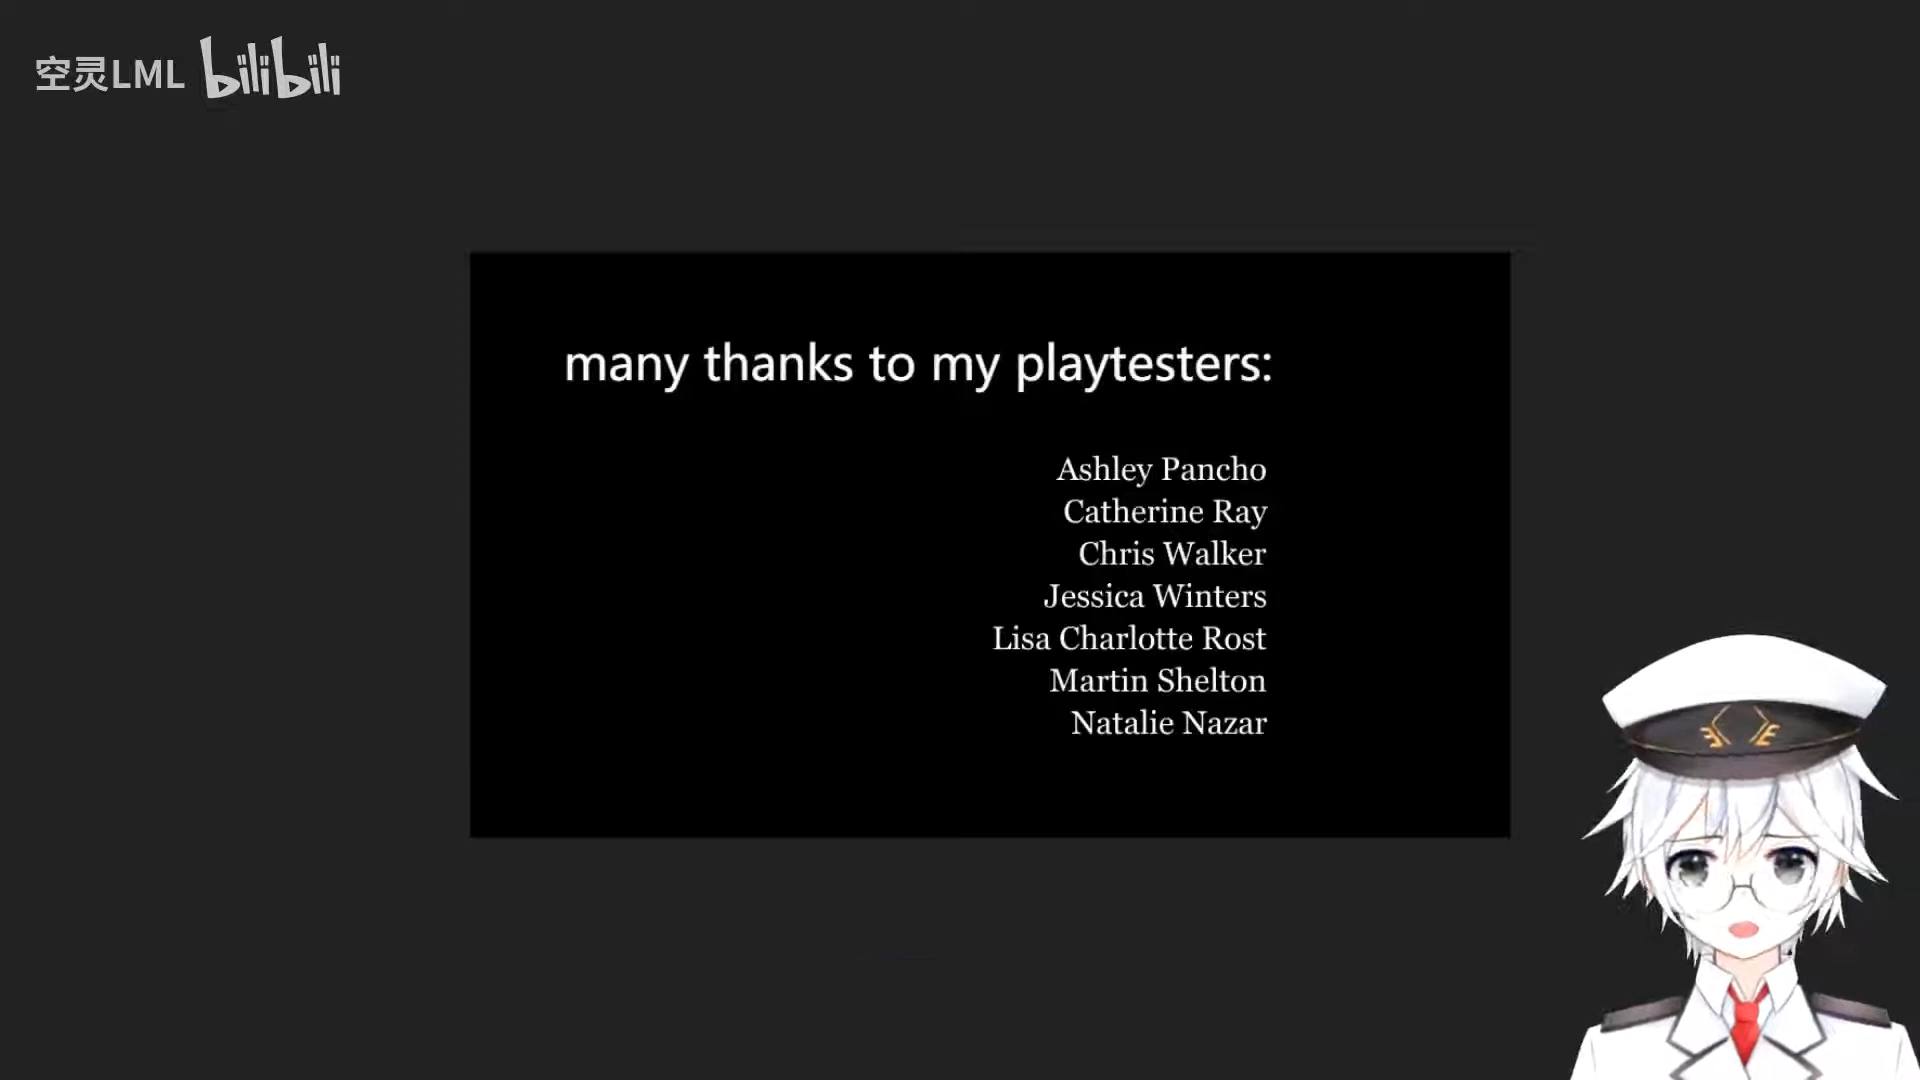 空灵LML bilibili
many thanks to my playtesters:
Ashley Pancho
Catherine Ray
Chris Walker
Jessica Winters
Lisa Charlotte Rost
Martin Shelton
Natalie Nazar